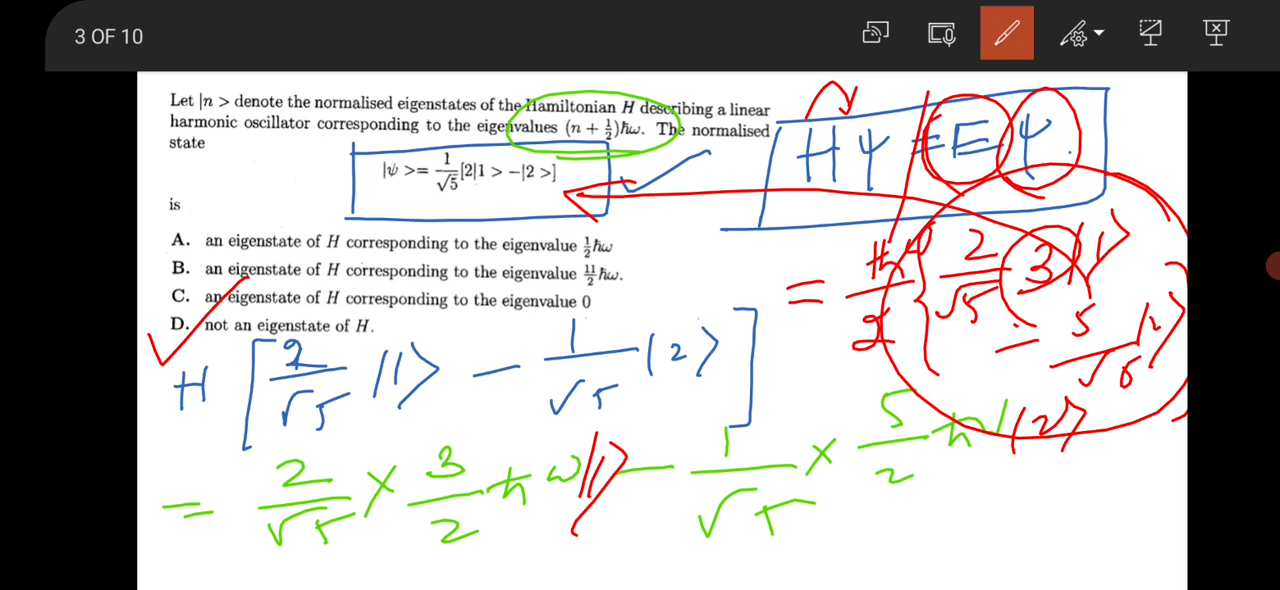 3 OF 10
Let |n > denote the normalised eigenstates of the Hamiltonian H describing a linear
harmonic oscillator corresponding to the eigenvalues (n + 1/2)ħω. The normalised
state
|ψ >= 1/√5 [2|1 > −|2 >]
is
A. an eigenstate of H corresponding to the eigenvalue 1/2 ħω
B. an eigenstate of H corresponding to the eigenvalue 11/2 ħω.
C. an eigenstate of H corresponding to the eigenvalue 0
D. not an eigenstate of H.
Hψ = Eψ
H [ 2/√5 |1> − 1/√5 |2> ]
= 2/√5 × 3/2 ħω |1> − 1/√5 × 5/2 ħ |2>